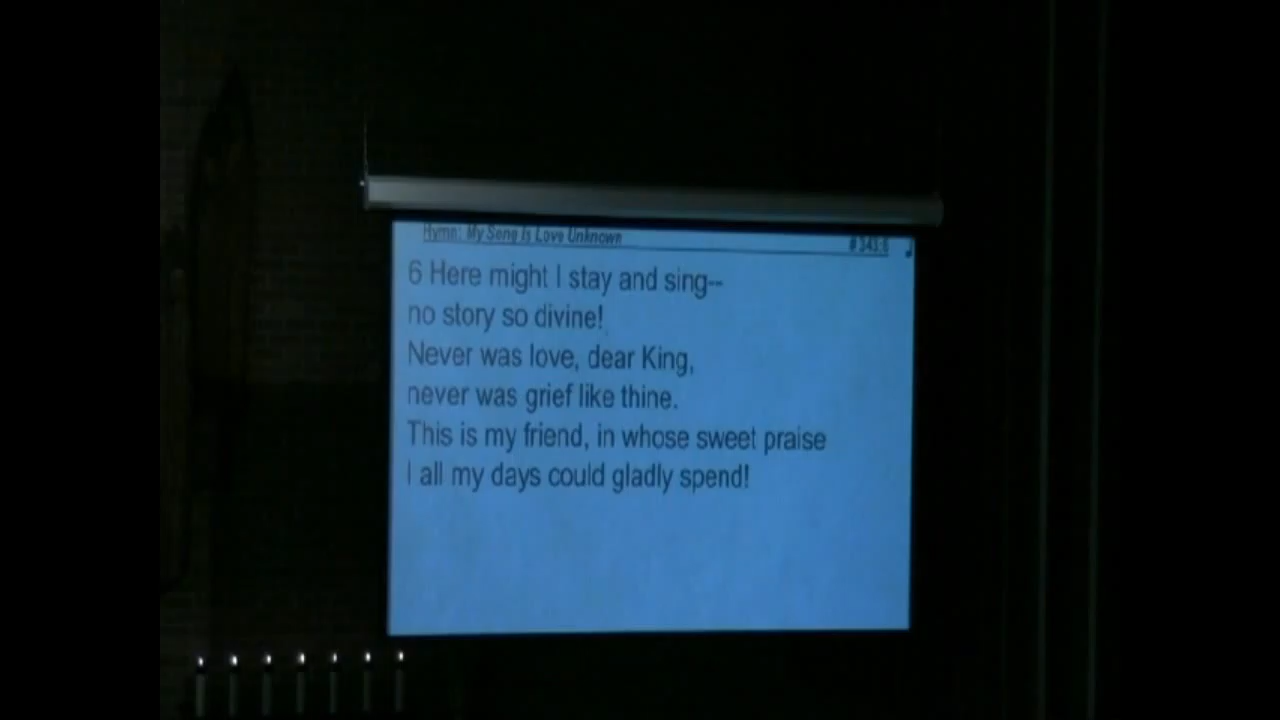 Hymn: My Song Is Love Unknown #343:6
6 Here might I stay and sing--
no story so divine!
Never was love, dear King,
never was grief like thine.
This is my friend, in whose sweet praise
I all my days could gladly spend!